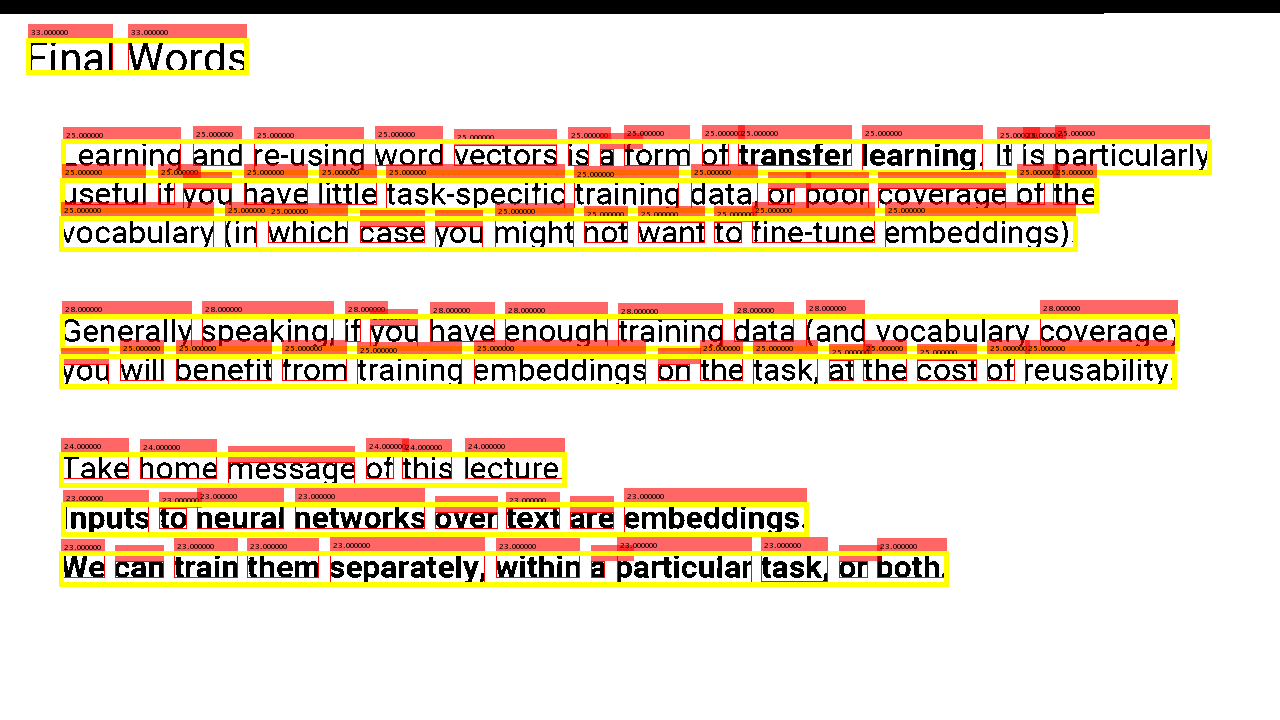 Final Words
Learning and re-using word vectors is a form of transfer learning. It is particularly
useful if you have little task-specific training data, or poor coverage of the
vocabulary (in which case you might not want to fine-tune embeddings).
Generally speaking, if you have enough training data (and vocabulary coverage)
you will benefit from training embeddings on the task, at the cost of reusability.
Take home message of this lecture
Inputs to neural networks over text are embeddings.
We can train them separately, within a particular task, or both.